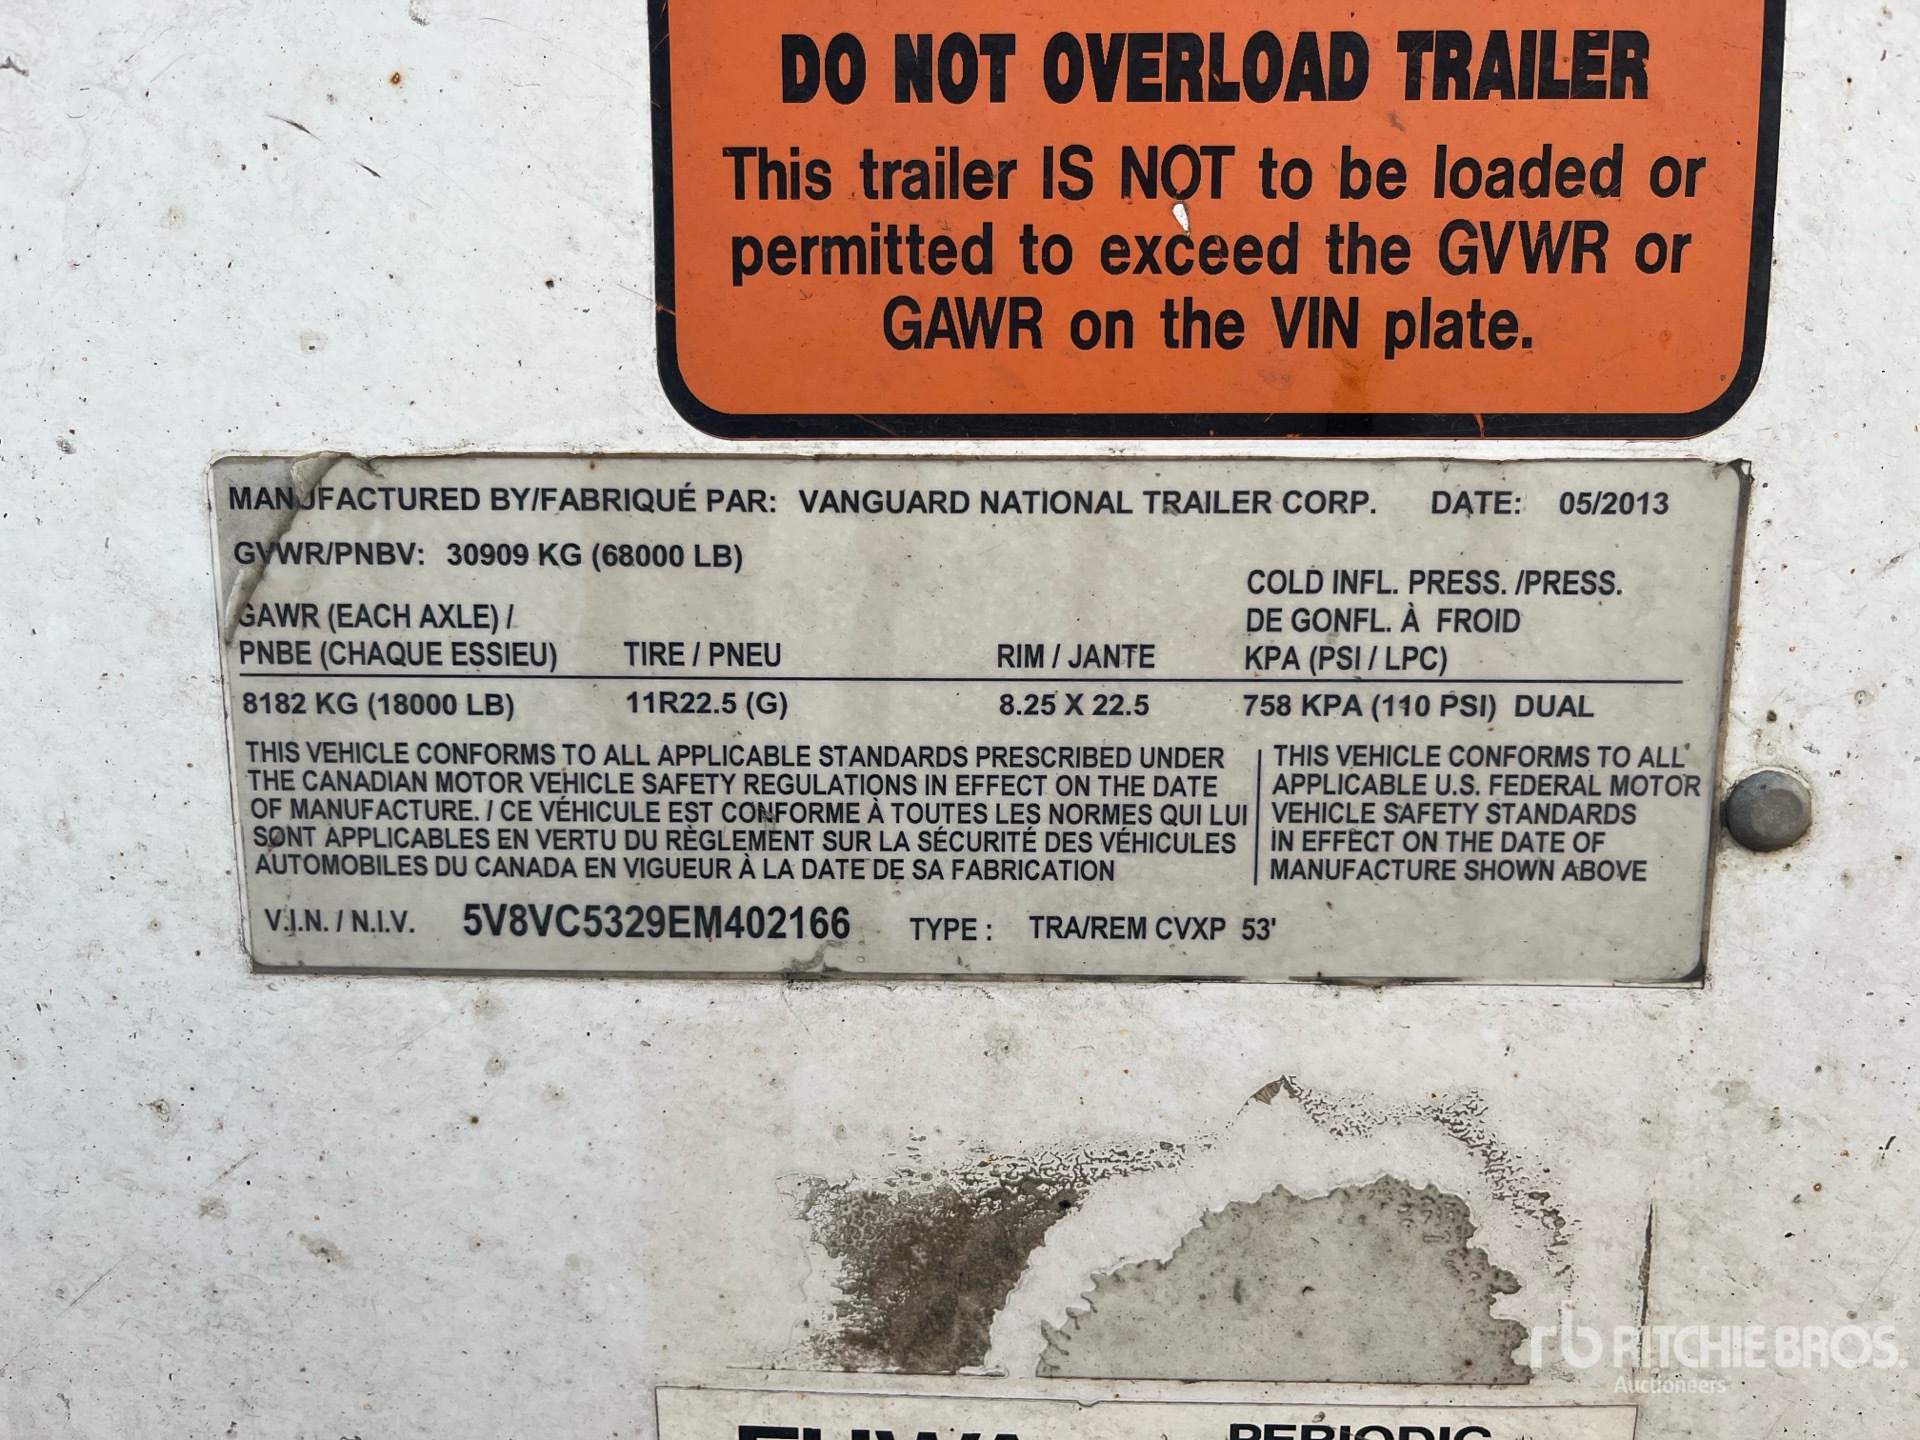 DO NOT OVERLOAD TRAILER
This trailer IS NOT to be loaded or
permitted to exceed the GVWR or
GAWR on the VIN plate.
MANUFACTURED BY/FABRIQUÉ PAR: VANGUARD NATIONAL TRAILER CORP. DATE: 05/2013
GVWR/PNBV: 30909 KG (68000 LB)
GAWR (EACH AXLE) /
PNBE (CHAQUE ESSIEU) TIRE / PNEU RIM / JANTE
COLD INFL. PRESS. /PRESS.
DE GONFL. À FROID
KPA (PSI / LPC)
8182 KG (18000 LB) 11R22.5 (G) 8.25 X 22.5 758 KPA (110 PSI) DUAL
THIS VEHICLE CONFORMS TO ALL APPLICABLE STANDARDS PRESCRIBED UNDER
THE CANADIAN MOTOR VEHICLE SAFETY REGULATIONS IN EFFECT ON THE DATE
OF MANUFACTURE. / CE VÉHICULE EST CONFORME À TOUTES LES NORMES QUI LUI
SONT APPLICABLES EN VERTU DU RÈGLEMENT SUR LA SÉCURITÉ DES VÉHICULES
AUTOMOBILES DU CANADA EN VIGUEUR À LA DATE DE SA FABRICATION
THIS VEHICLE CONFORMS TO ALL
APPLICABLE U.S. FEDERAL MOTOR
VEHICLE SAFETY STANDARDS
IN EFFECT ON THE DATE OF
MANUFACTURE SHOWN ABOVE
V.I.N. / N.I.V. 5V8VC5329EM402166 TYPE : TRA/REM CVXP 53'
rb RITCHIE BROS.
Auctioneers
FUWA PERIODIC